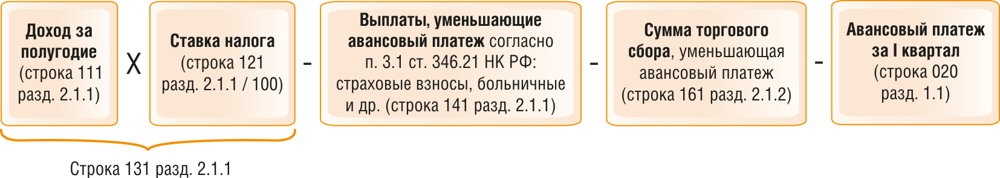 Доход за
полугодие
(строка 111
разд. 2.1.1)
X
Ставка налога
(строка 121
разд. 2.1.1 / 100)
-
Выплаты, уменьшающие
авансовый платеж согласно
п. 3.1 ст. 346.21 НК РФ:
страховые взносы, больничные
и др. (строка 141 разд. 2.1.1)
-
Сумма торгового
сбора, уменьшающая
авансовый платеж
(строка 161 разд. 2.1.2)
-
Авансовый платеж
за I квартал
(строка 020
разд. 1.1)
Строка 131 разд. 2.1.1